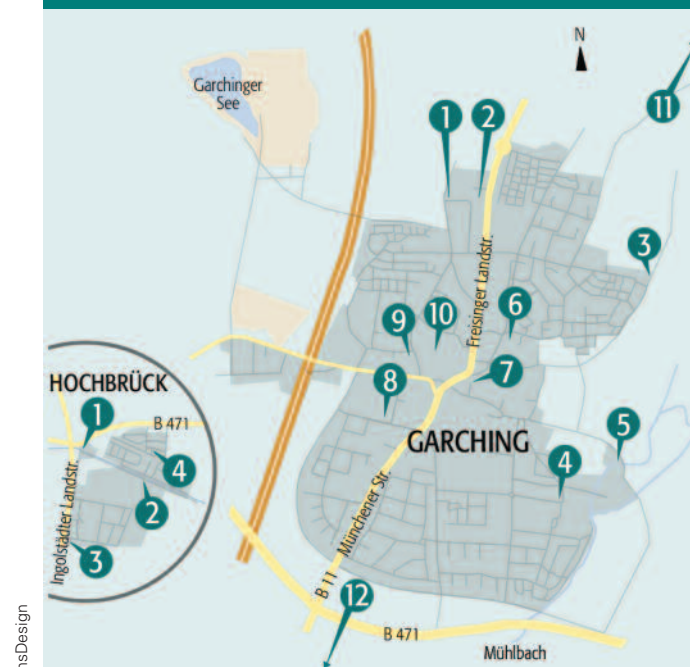 N
Garchinger
See
11
1
2
3
Freisinger Landstr.
6
10
9
7
8
HOCHBRÜCK
1
B 471
4
2
Ingolstädter Landstr.
3
GARCHING
5
4
Münchener Str.
B 11
12
B 471
Mühlbach
nsDesign